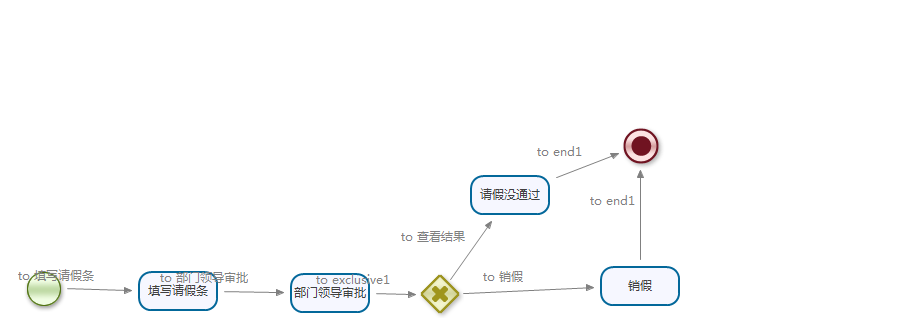 to end1
请假没通过
to end1
to 查看结果
to 填写请假条
to 部门领导审批
to exclusive1
to 销假
填写请假条
部门领导审批
销假